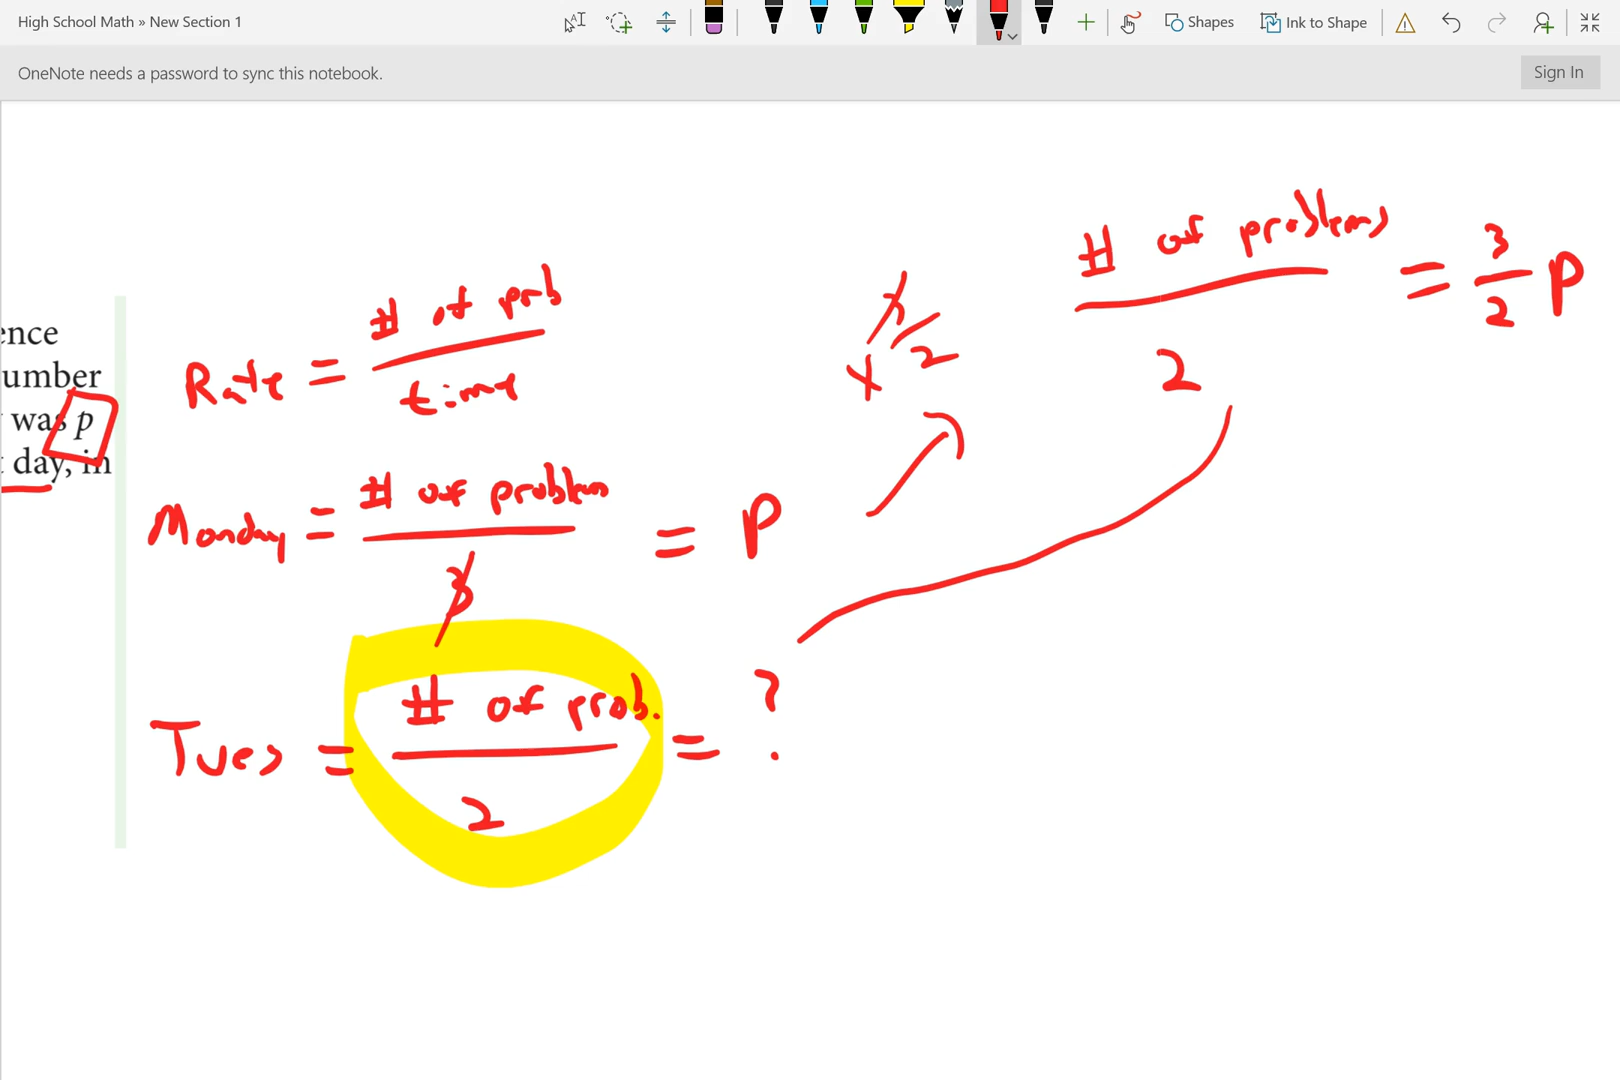 High School Math » New Section 1
Shapes
Ink to Shape
OneNote needs a password to sync this notebook.
Sign In
ence
umber
was p
day, in
Rate = # of prb
time
Monday = # of problem = P
3
Tues = # of prob. = ?
2
x 2
# of problems = 3/2 P
2